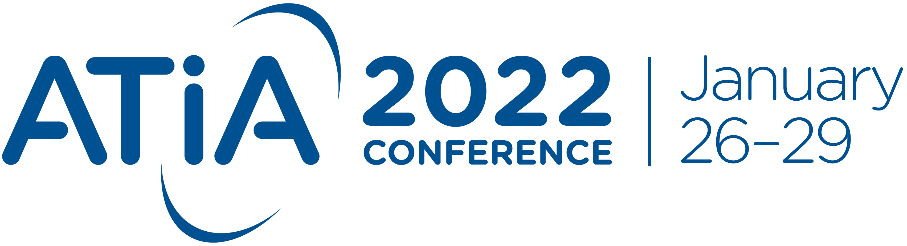 ATiA
2022
CONFERENCE
January
26–29